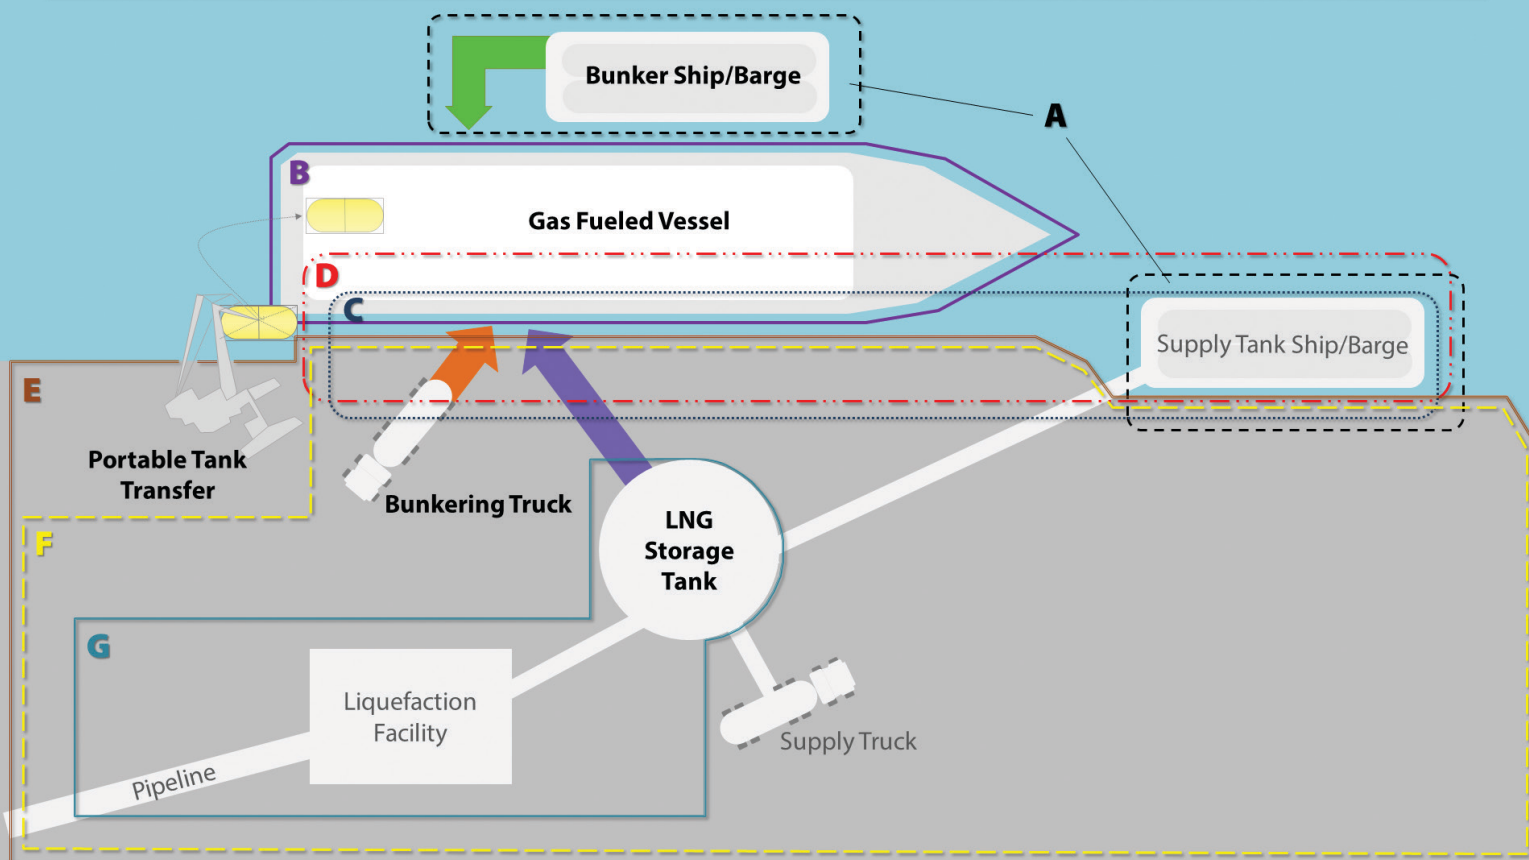 Bunker Ship/Barge
A
B
Gas Fueled Vessel
D
C
Supply Tank Ship/Barge
E
Portable Tank
Transfer
Bunkering Truck
LNG
Storage
Tank
F
G
Liquefaction
Facility
Supply Truck
Pipeline